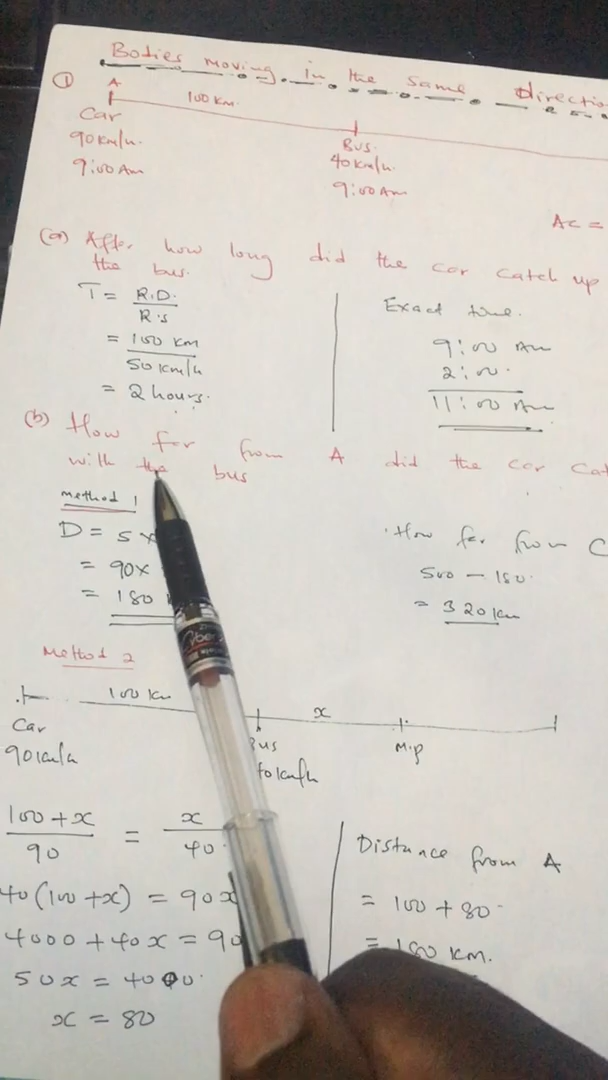 Bodies moving in the same directio
① A
100 km.
Car
90 km/h.
9:00 Am
Bus.
40 km/h.
9:00 Am
AC =
(a) After how long did the car catch up
the bus.
T = R.D.
R.s
= 100 km
50 km/h
= 2 hours.
Exact time.
9:00 Am
2:00.
11:00 Am
(b) How far from A did the car cat
with the bus
method 1
D = S x
= 90 x
= 180
How far from C
500 - 180.
= 320 km
Method 2
100 km
x
Car
90 km/h
Bus
40 km/h
M.p
100 + x = x
90 40
40(100 + x) = 90x
4000 + 40x = 90
50x = 4000.
x = 80
Distance from A
= 100 + 80
= 180 km.